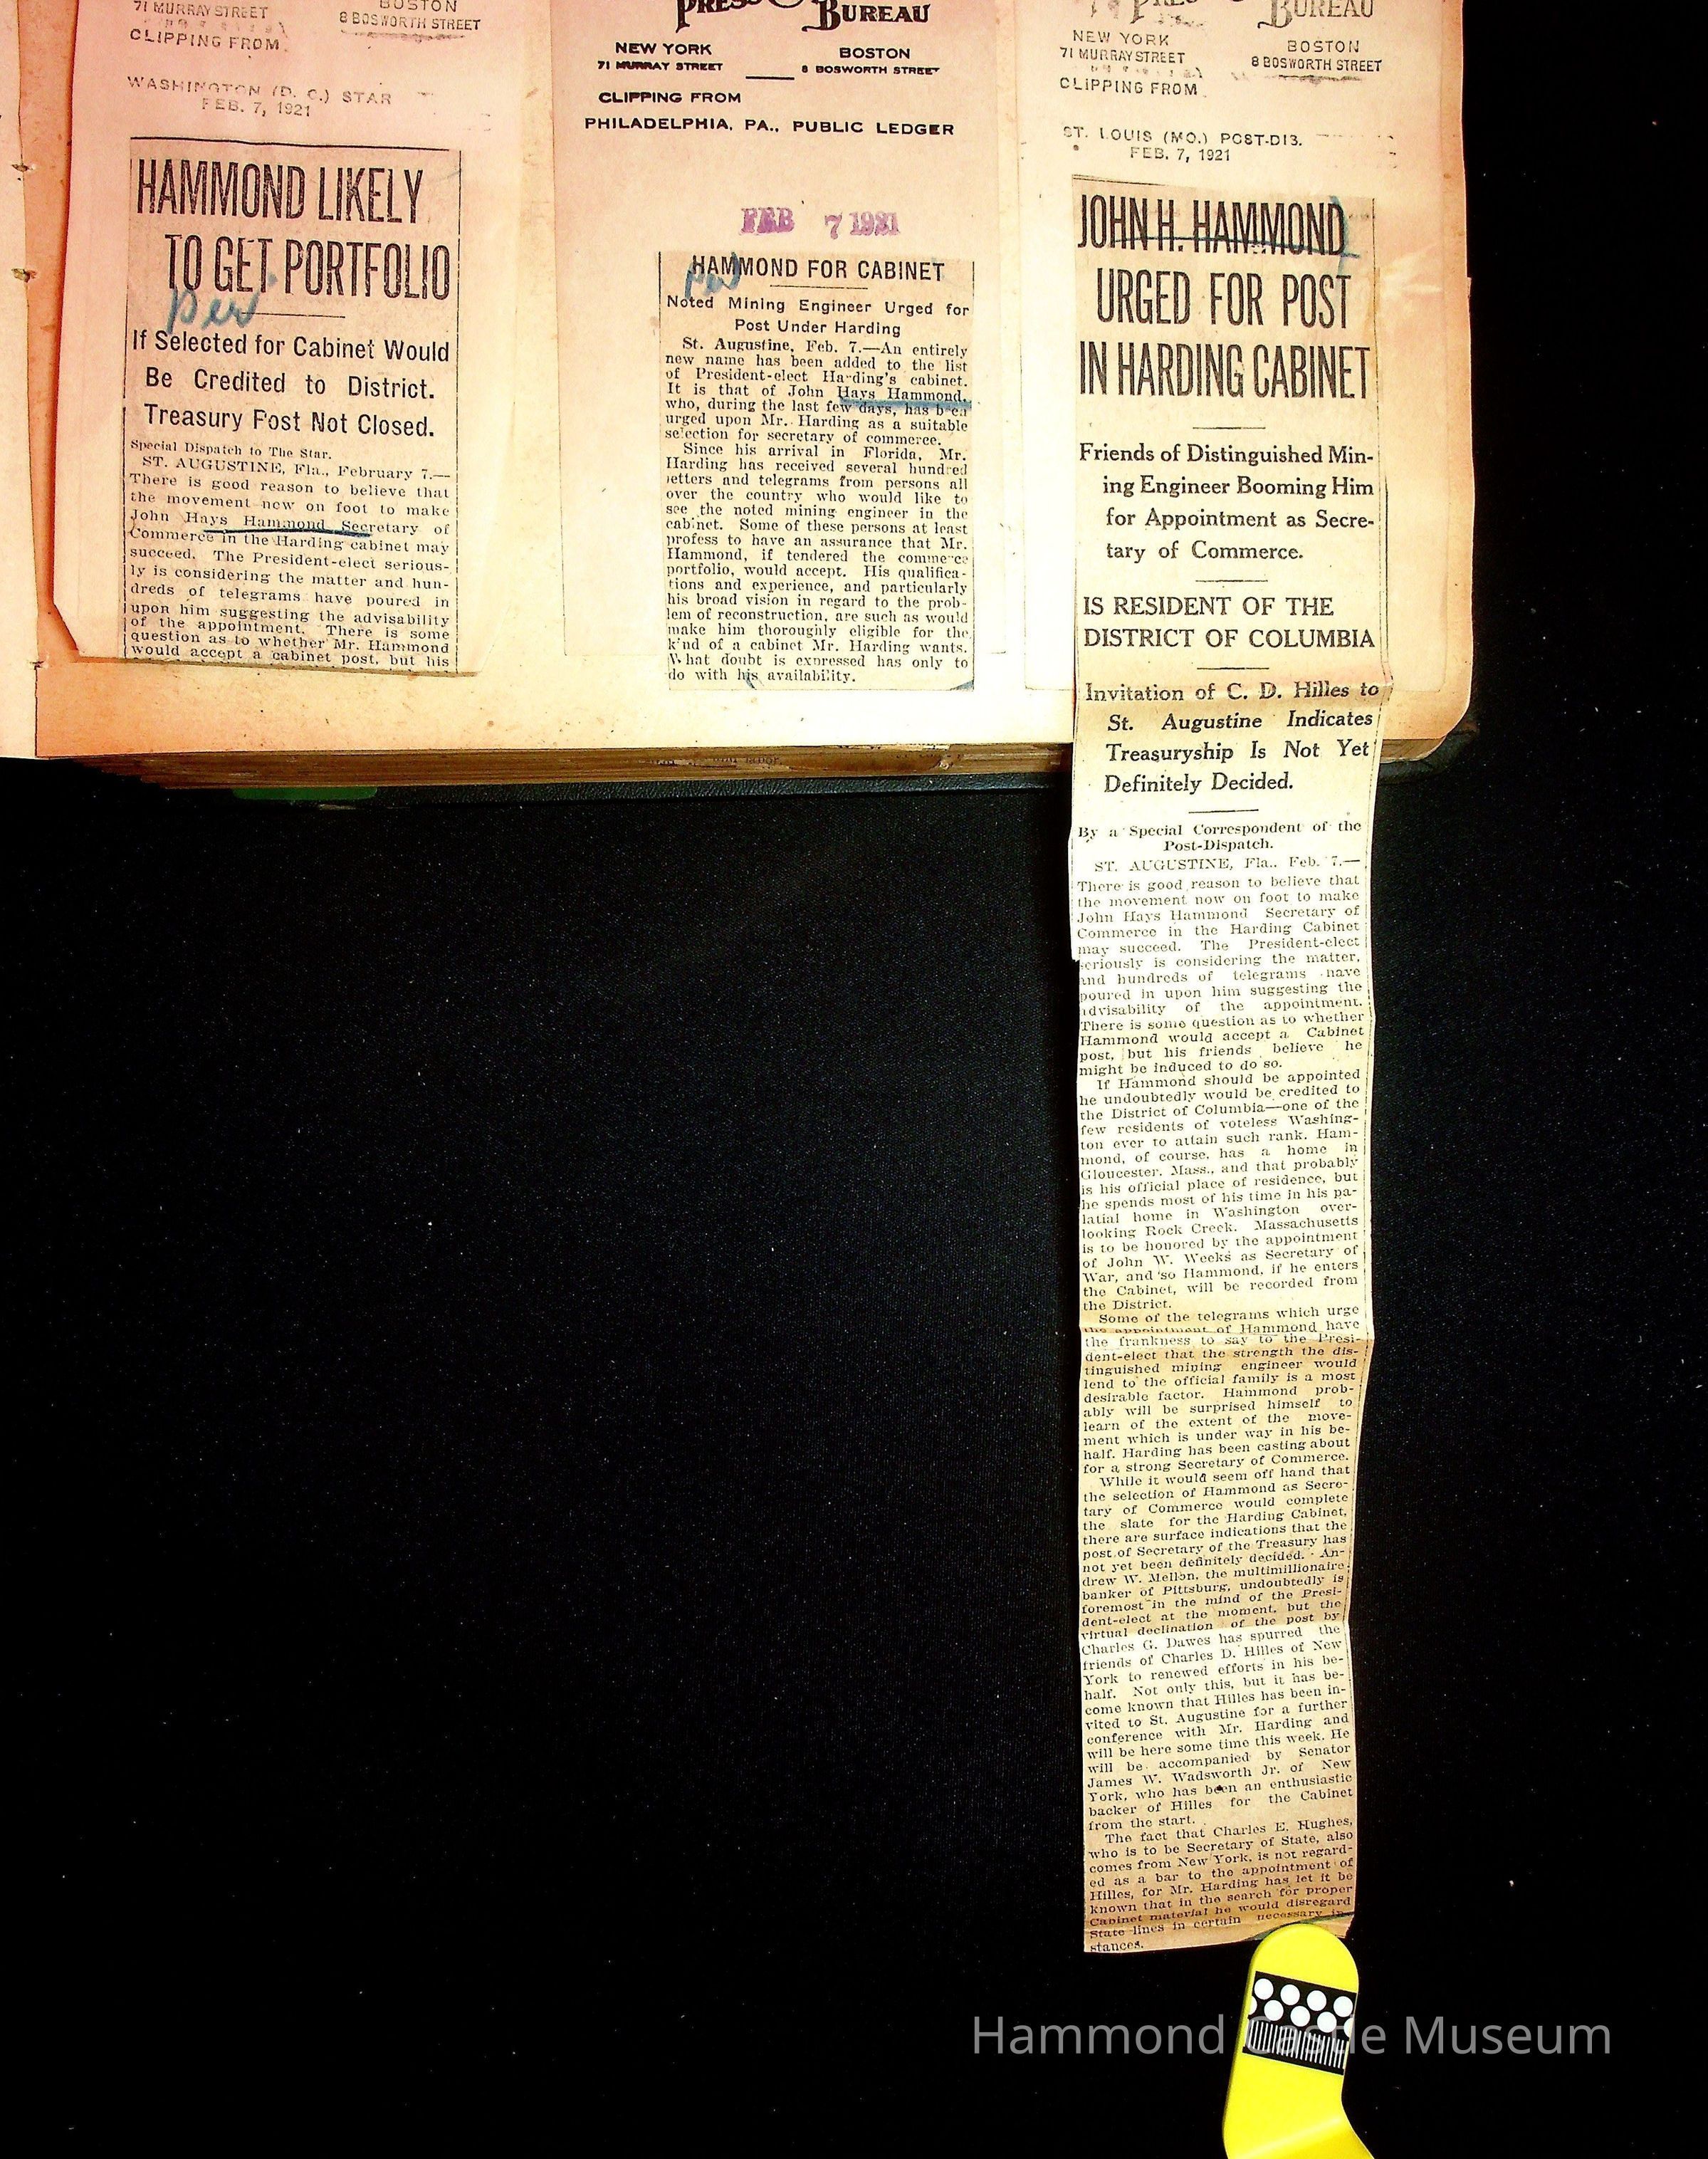 BOSTON
71 MURRAY STREET
8 BOSWORTH STREET
CLIPPING FROM
WASHINGTON (D. C.) STAR
FEB. 7, 1921
HAMMOND LIKELY
TO GET PORTFOLIO
If Selected for Cabinet Would
Be Credited to District.
Treasury Post Not Closed.
Special Dispatch to The Star.
ST. AUGUSTINE, Fla., February 7.—
There is good reason to believe that
the movement now on foot to make
John Hays Hammond Secretary of
Commerce in the Harding cabinet may
succeed. The President-elect serious-
ly is considering the matter and hun-
dreds of telegrams have poured in
upon him suggesting the advisability
of the appointment. There is some
question as to whether Mr. Hammond
would accept a cabinet post, but his
PRESS BUREAU
NEW YORK
71 MURRAY STREET
BOSTON
8 BOSWORTH STREET
CLIPPING FROM
PHILADELPHIA, PA., PUBLIC LEDGER
FEB 7 1921
HAMMOND FOR CABINET
Noted Mining Engineer Urged for
Post Under Harding
St. Augustine, Feb. 7.—An entirely
new name has been added to the list
of President-elect Harding's cabinet.
It is that of John Hays Hammond,
who, during the last few days, has been
urged upon Mr. Harding as a suitable
selection for secretary of commerce.
Since his arrival in Florida, Mr.
Harding has received several hundred
letters and telegrams from persons all
over the country who would like to
see the noted mining engineer in the
cabinet. Some of these persons at least
profess to have an assurance that Mr.
Hammond, if tendered the commerce
portfolio, would accept. His qualifica-
tions and experience, and particularly
his broad vision in regard to the prob-
lem of reconstruction, are such as would
make him thoroughly eligible for the
kind of a cabinet Mr. Harding wants.
What doubt is expressed has only to
do with his availability.
BUREAU
NEW YORK
71 MURRAY STREET
BOSTON
8 BOSWORTH STREET
CLIPPING FROM
ST. LOUIS (MO.) POST-DIS.
FEB. 7, 1921
JOHN H. HAMMOND
URGED FOR POST
IN HARDING CABINET
Friends of Distinguished Min-
ing Engineer Booming Him
for Appointment as Secre-
tary of Commerce.
IS RESIDENT OF THE
DISTRICT OF COLUMBIA
Invitation of C. D. Hilles to
St. Augustine Indicates
Treasuryship Is Not Yet
Definitely Decided.
By a Special Correspondent of the
Post-Dispatch.
ST. AUGUSTINE, Fla., Feb. 7.—
There is good reason to believe that
the movement now on foot to make
John Hays Hammond Secretary of
Commerce in the Harding Cabinet
may succeed. The President-elect
seriously is considering the matter,
and hundreds of telegrams have
poured in upon him suggesting the
advisability of the appointment.
There is some question as to whether
Hammond would accept a Cabinet
post, but his friends believe he
might be induced to do so.
If Hammond should be appointed
he undoubtedly would be credited to
the District of Columbia—one of the
few residents of voteless Washing-
ton ever to attain such rank. Ham-
mond, of course, has a home in
Gloucester, Mass., and that probably
is his official place of residence, but
he spends most of his time in his pa-
latial home in Washington over-
looking Rock Creek. Massachusetts
is to be honored by the appointment
of John W. Weeks as Secretary of
War, and so Hammond, if he enters
the Cabinet, will be recorded from
the District.
Some of the telegrams which urge
the appointment of Hammond have
the frankness to say to the Presi-
dent-elect that the strength the dis-
tinguished mining engineer would
lend to the official family is a most
desirable factor. Hammond prob-
ably will be surprised himself to
learn of the extent of the move-
ment which is under way in his be-
half. Harding has been casting about
for a strong Secretary of Commerce.
While it would seem off hand that
the selection of Hammond as Secre-
tary of Commerce would complete
the slate for the Harding Cabinet,
there are surface indications that the
post of Secretary of the Treasury has
not yet been definitely decided. An-
drew W. Mellon, the multimillionaire
banker of Pittsburg, undoubtedly is
foremost in the mind of the Presi-
dent-elect at the moment, but the
virtual declination of the post by
Charles G. Dawes has spurred the
friends of Charles D. Hilles of New
York to renewed efforts in his be-
half. Not only this, but it has be-
come known that Hilles has been in-
vited to St. Augustine for a further
conference with Mr. Harding and
will be here some time this week. He
will be accompanied by Senator
James W. Wadsworth Jr. of New
York, who has been an enthusiastic
backer of Hilles for the Cabinet
from the start.
The fact that Charles E. Hughes,
who is to be Secretary of State, also
comes from New York, is not regard-
ed as a bar to the appointment of
Hilles, for Mr. Harding has let it be
known that in the search for proper
Cabinet material he would disregard
State lines in certain necessary in-
stances.
Hammond Castle Museum